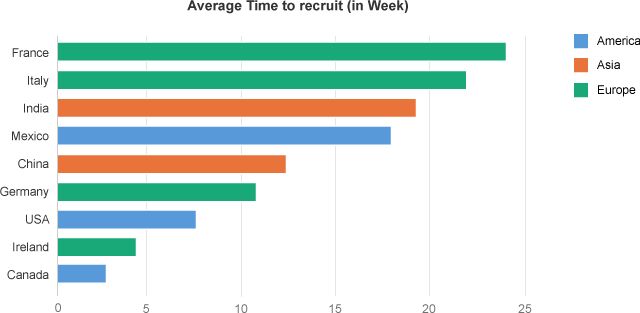 Average Time to recruit (in Week)
France
Italy
India
Mexico
China
Germany
USA
Ireland
Canada
0 5 10 15 20 25
America
Asia
Europe